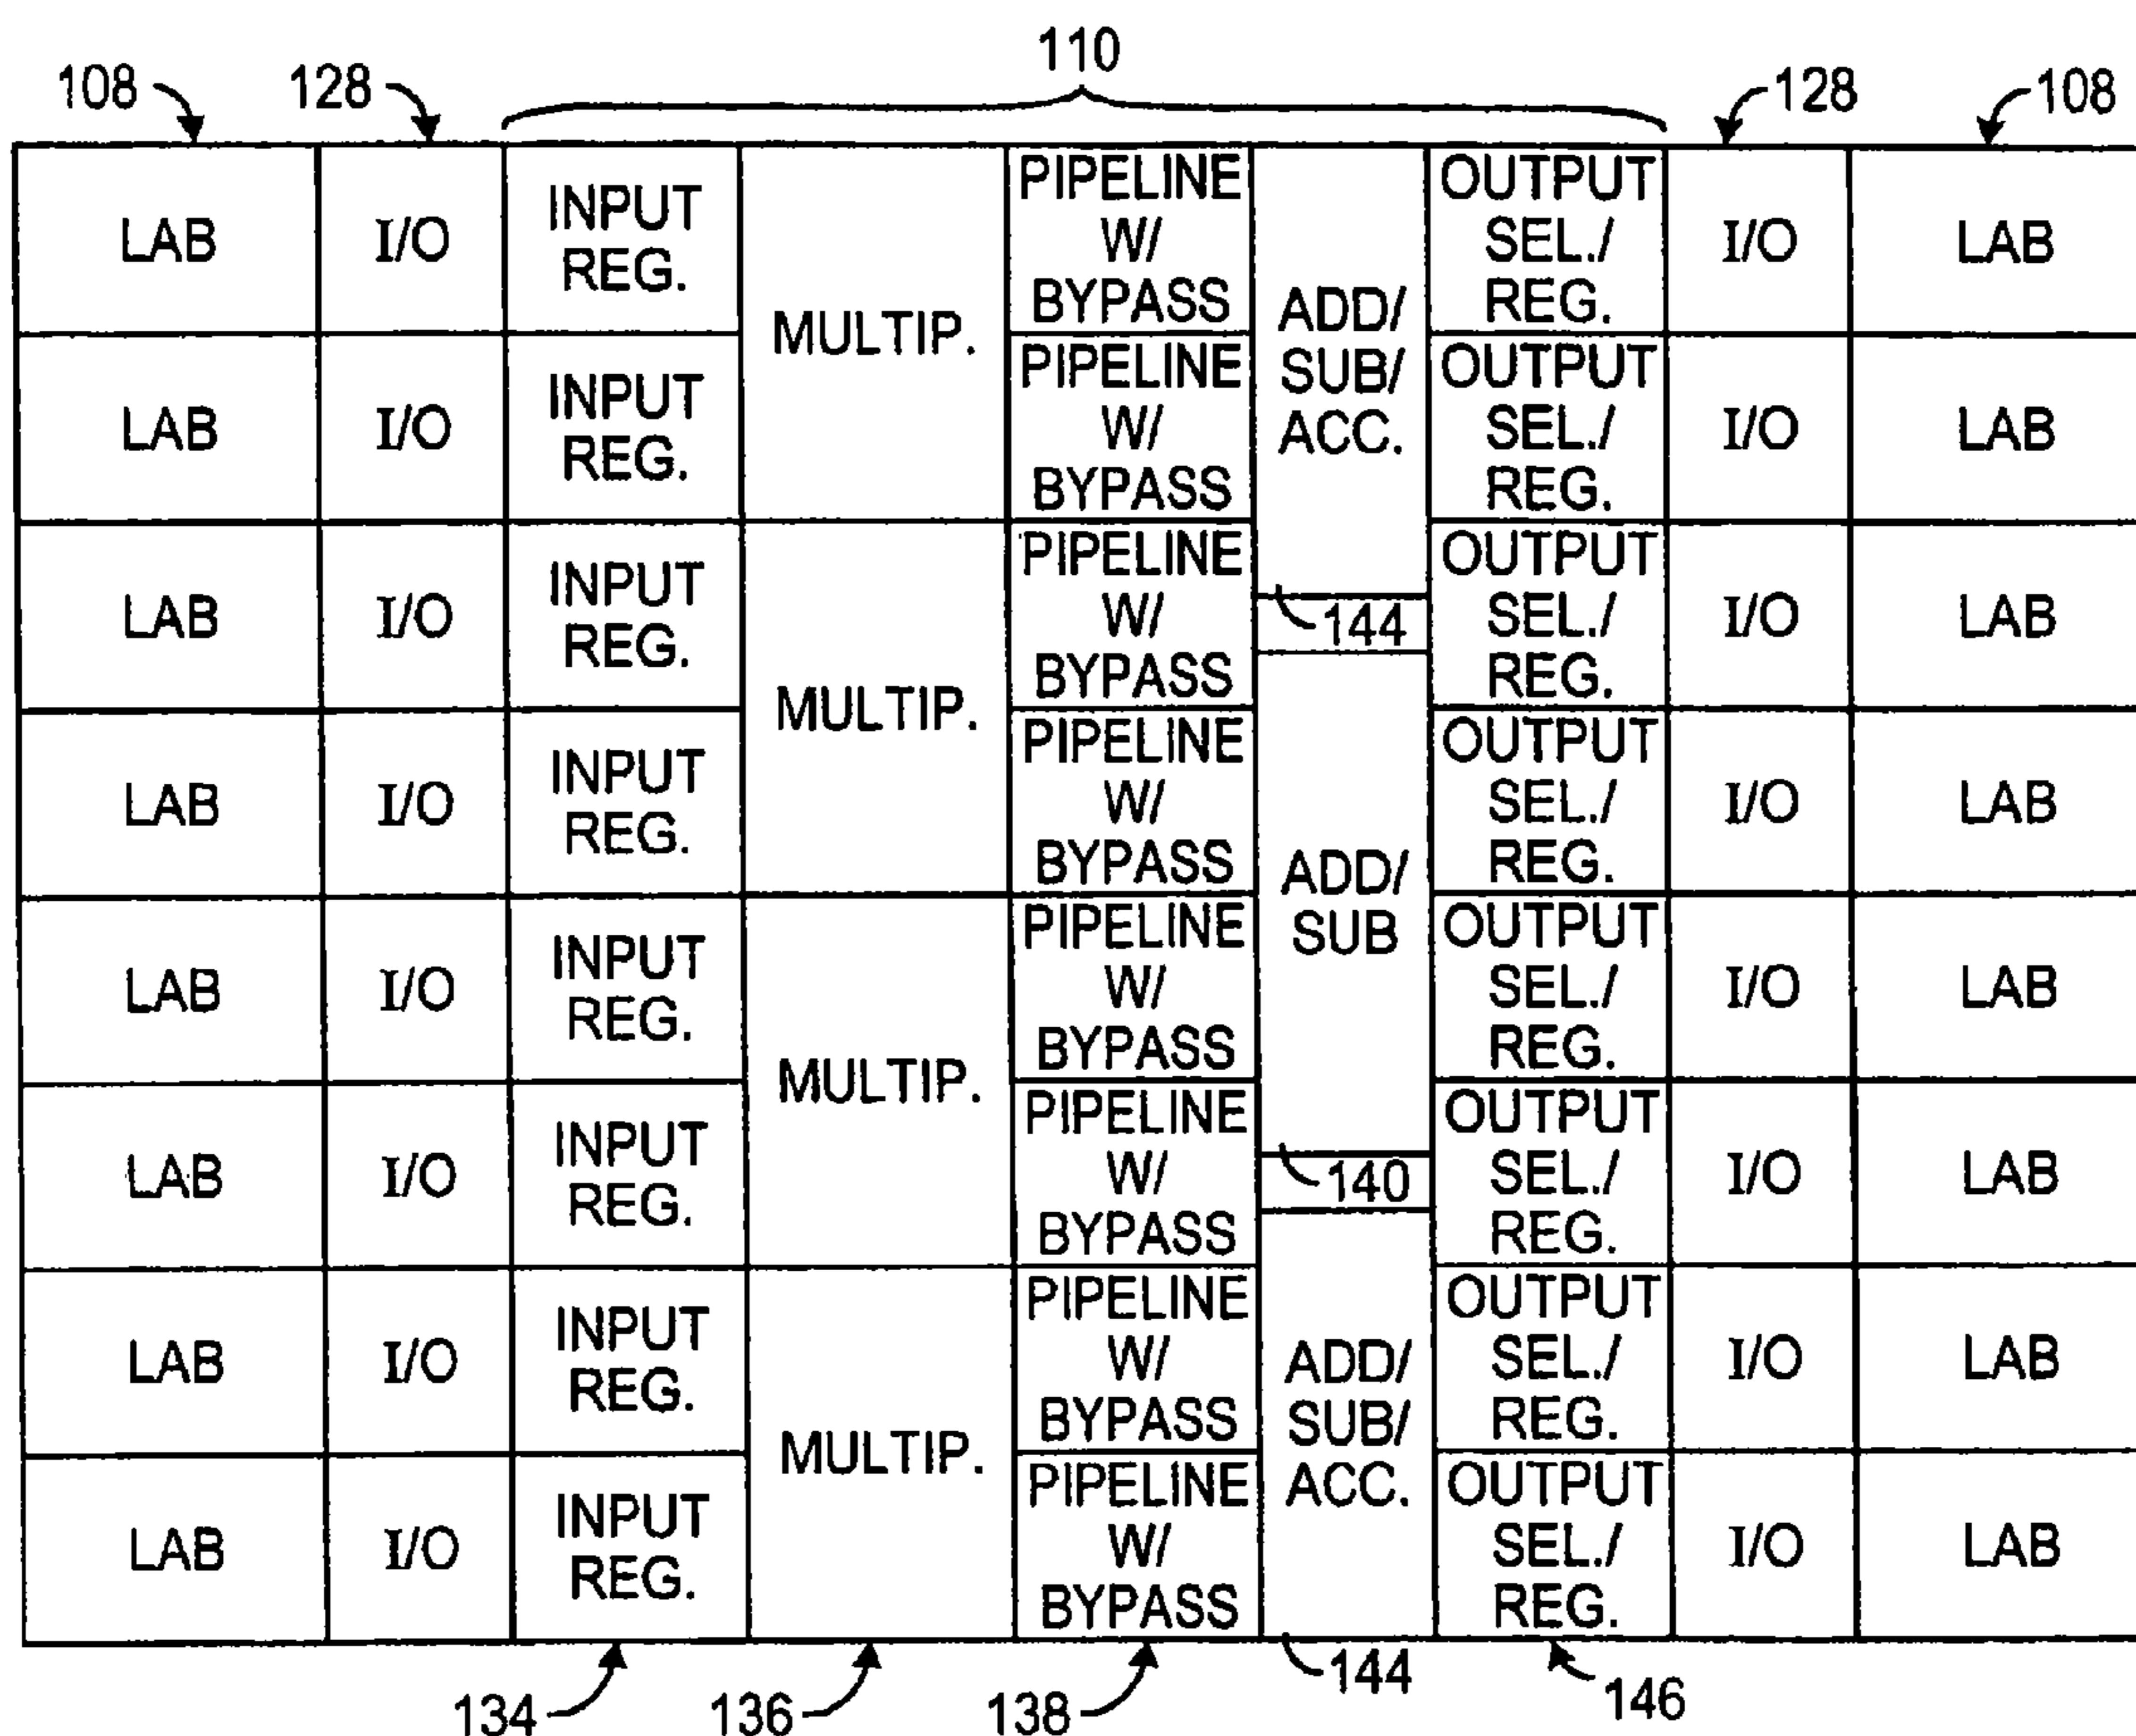 110
108
128
128
108
LAB
I/O
INPUT
REG.
MULTIP.
PIPELINE
W/
BYPASS
ADD/
SUB/
ACC.
OUTPUT
SEL./
REG.
I/O
LAB
LAB
I/O
INPUT
REG.
PIPELINE
W/
BYPASS
OUTPUT
SEL./
REG.
I/O
LAB
LAB
I/O
INPUT
REG.
MULTIP.
PIPELINE
W/
BYPASS
144
OUTPUT
SEL./
REG.
I/O
LAB
LAB
I/O
INPUT
REG.
PIPELINE
W/
BYPASS
ADD/
SUB
OUTPUT
SEL./
REG.
I/O
LAB
LAB
I/O
INPUT
REG.
MULTIP.
PIPELINE
W/
BYPASS
OUTPUT
SEL./
REG.
I/O
LAB
LAB
I/O
INPUT
REG.
PIPELINE
W/
BYPASS
140
OUTPUT
SEL./
REG.
I/O
LAB
LAB
I/O
INPUT
REG.
MULTIP.
PIPELINE
W/
BYPASS
ADD/
SUB/
ACC.
OUTPUT
SEL./
REG.
I/O
LAB
LAB
I/O
INPUT
REG.
PIPELINE
W/
BYPASS
OUTPUT
SEL./
REG.
I/O
LAB
134
136
138
144
146